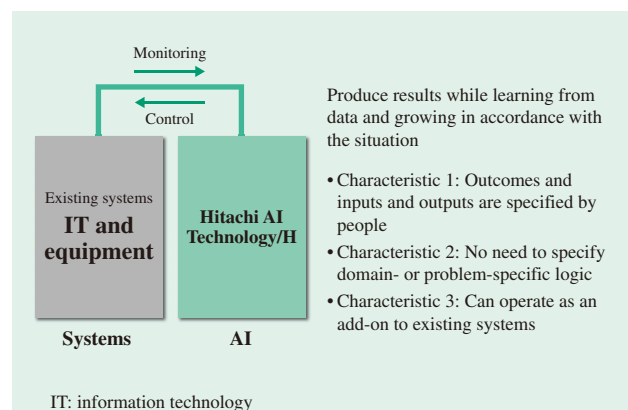 Monitoring
Control
Existing systems
IT and
equipment
Hitachi AI
Technology/H
Systems
AI
Produce results while learning from
data and growing in accordance with
the situation
• Characteristic 1: Outcomes and
inputs and outputs are specified by
people
• Characteristic 2: No need to specify
domain- or problem-specific logic
• Characteristic 3: Can operate as an
add-on to existing systems
IT: information technology